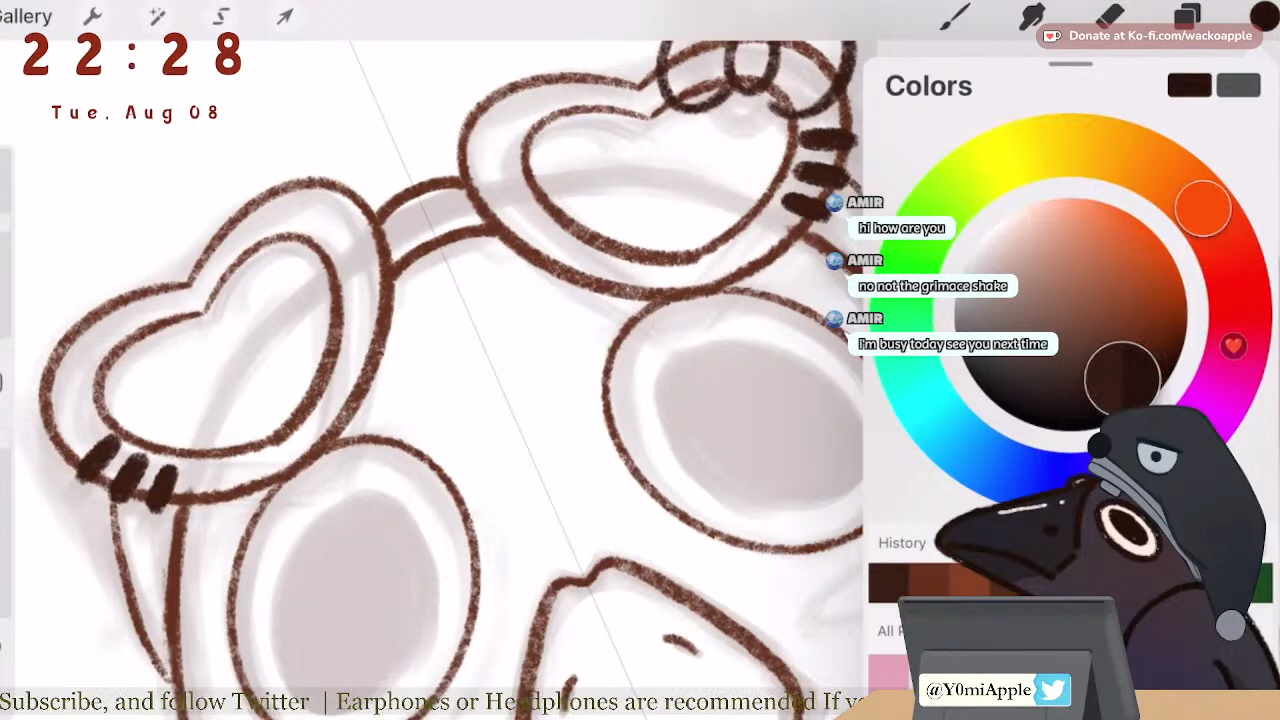 Gallery
22:28
Tue, Aug 08
Donate at Ko-fi.com/wackoapple
Colors
AMIR
hi how are you
AMIR
no not the grimace shake
AMIR
i'm busy today see you next time
History
All
@Y0miApple
Subscribe, and follow Twitter | Earphones or Headphones are recommended If